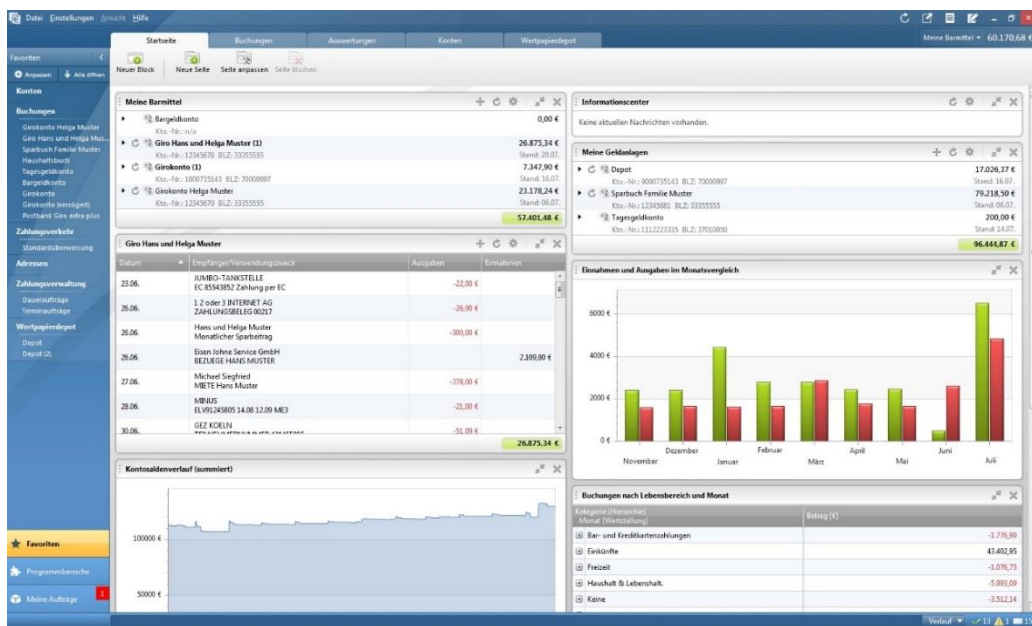 Datei Einstellungen Ansicht Hilfe
Meine Barmittel 60.170,68 €
Startseite Buchungen Auswertungen Konten Wertpapierdepot
Favoriten
Anpassen Alle öffnen
Neuer Block Neue Seite Seite anpassen Seite löschen
Konten
Buchungen
Girokonto Helga Muster
Giro Hans und Helga Mus...
Sparbuch Familie Muster
Haushaltsbuch
Tagesgeldkonto
Bargeldkonto
Girokonto
Girokonto (verzögert)
Postbank Giro extra plus
Zahlungsverkehr
Standardüberweisung
Adressen
Zahlungsverwaltung
Daueraufträge
Terminaufträge
Wertpapierdepot
Depot
Depot (2)
Favoriten
Programmbereiche
Meine Aufträge 1
Meine Barmittel
Bargeldkonto 0,00 €
Kto.-Nr.: n/a
Giro Hans und Helga Muster (1) 26.875,34 €
Kto.-Nr.: 12345678 BLZ: 33355555 Stand: 20.07.
Girokonto (1) 7.347,90 €
Kto.-Nr.: 1000735143 BLZ: 70000997 Stand: 16.07.
Girokonto Helga Muster 23.178,24 €
Kto.-Nr.: 12345679 BLZ: 33355555 Stand: 06.07.
57.401,48 €
Giro Hans und Helga Muster
Datum Empfänger/Verwendungszweck Ausgaben Einnahmen
23.06. JUMBO-TANKSTELLE -22,00 €
EC 85543852 Zahlung per EC
26.06. 1 2 oder 3 INTERNET AG -26,90 €
ZAHLUNGSBELEG 00217
26.06. Hans und Helga Muster -300,00 €
Monatlicher Sparbeitrag
26.06. Eisen Johne Service GmbH 2.109,80 €
BEZUEGE HANS MUSTER
27.06. Michael Siegfried -378,00 €
MIETE Hans Muster
28.06. MINUS -21,00 €
ELV91245805 14.08 12.09 ME3
30.06. GEZ KOELN -51,09 €
26.875,34 €
Kontosaldenverlauf (summiert)
100000 €
50000 €
Informationscenter
Keine aktuellen Nachrichten vorhanden.
Meine Geldanlagen
Depot 17.026,37 €
Kto.-Nr.: 9000735143 BLZ: 70000997 Stand: 16.07.
Sparbuch Familie Muster 79.218,50 €
Kto.-Nr.: 12345681 BLZ: 33355555 Stand: 06.07.
Tagesgeldkonto 200,00 €
Kto.-Nr.: 1112223335 BLZ: 37010050 Stand: 14.07.
96.444,87 €
Einnahmen und Ausgaben im Monatsvergleich
6000 €
4000 €
2000 €
0 €
November Dezember Januar Februar März April Mai Juni Juli
Buchungen nach Lebensbereich und Monat
Kategorie (Hierarchie) Betrag [€]
Monat (Wertstellung)
Bar- und Kreditkartenzahlungen -1.776,90
Einkünfte 43.402,95
Freizeit -1.076,75
Haushalt & Lebenshalt. -5.993,09
Keine -3.512,14
Verlauf 13 1